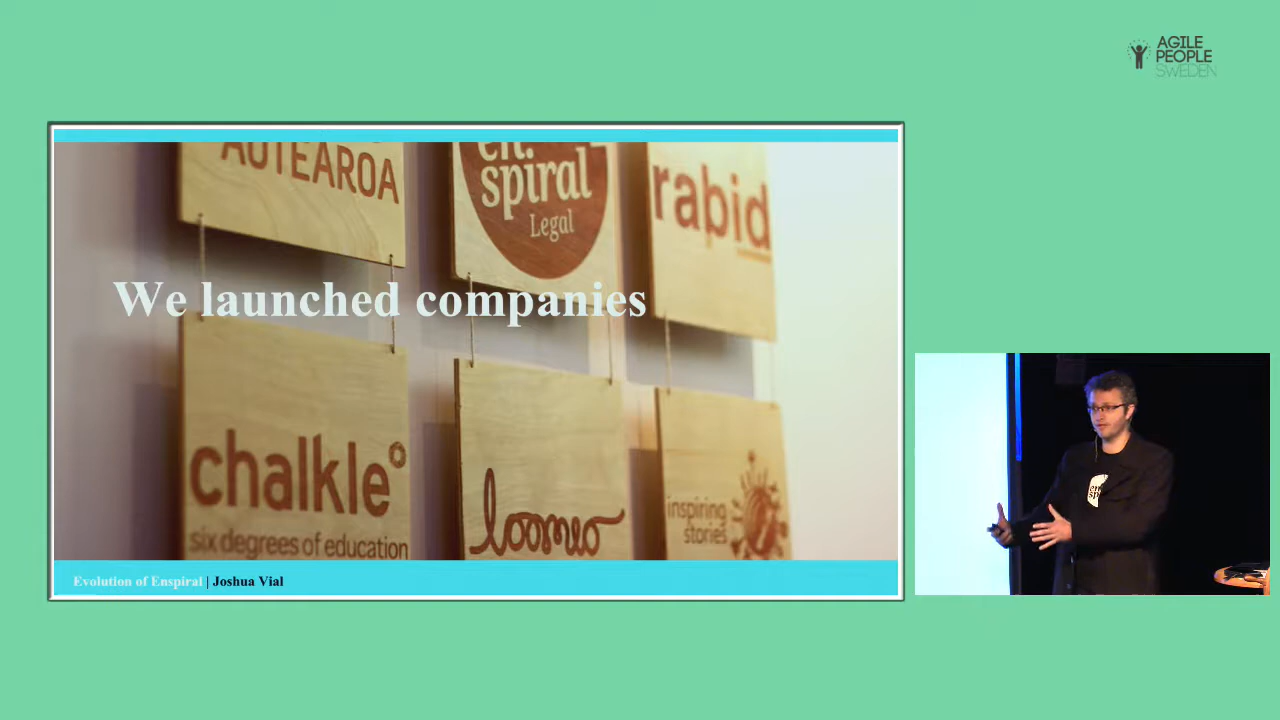 AGILE
PEOPLE
SWEDEN
AOTEAROA
en.
spiral
Legal
rabid
We launched companies
chalkle°
six degrees of education
loomio
inspiring
stories
Evolution of Enspiral | Joshua Vial